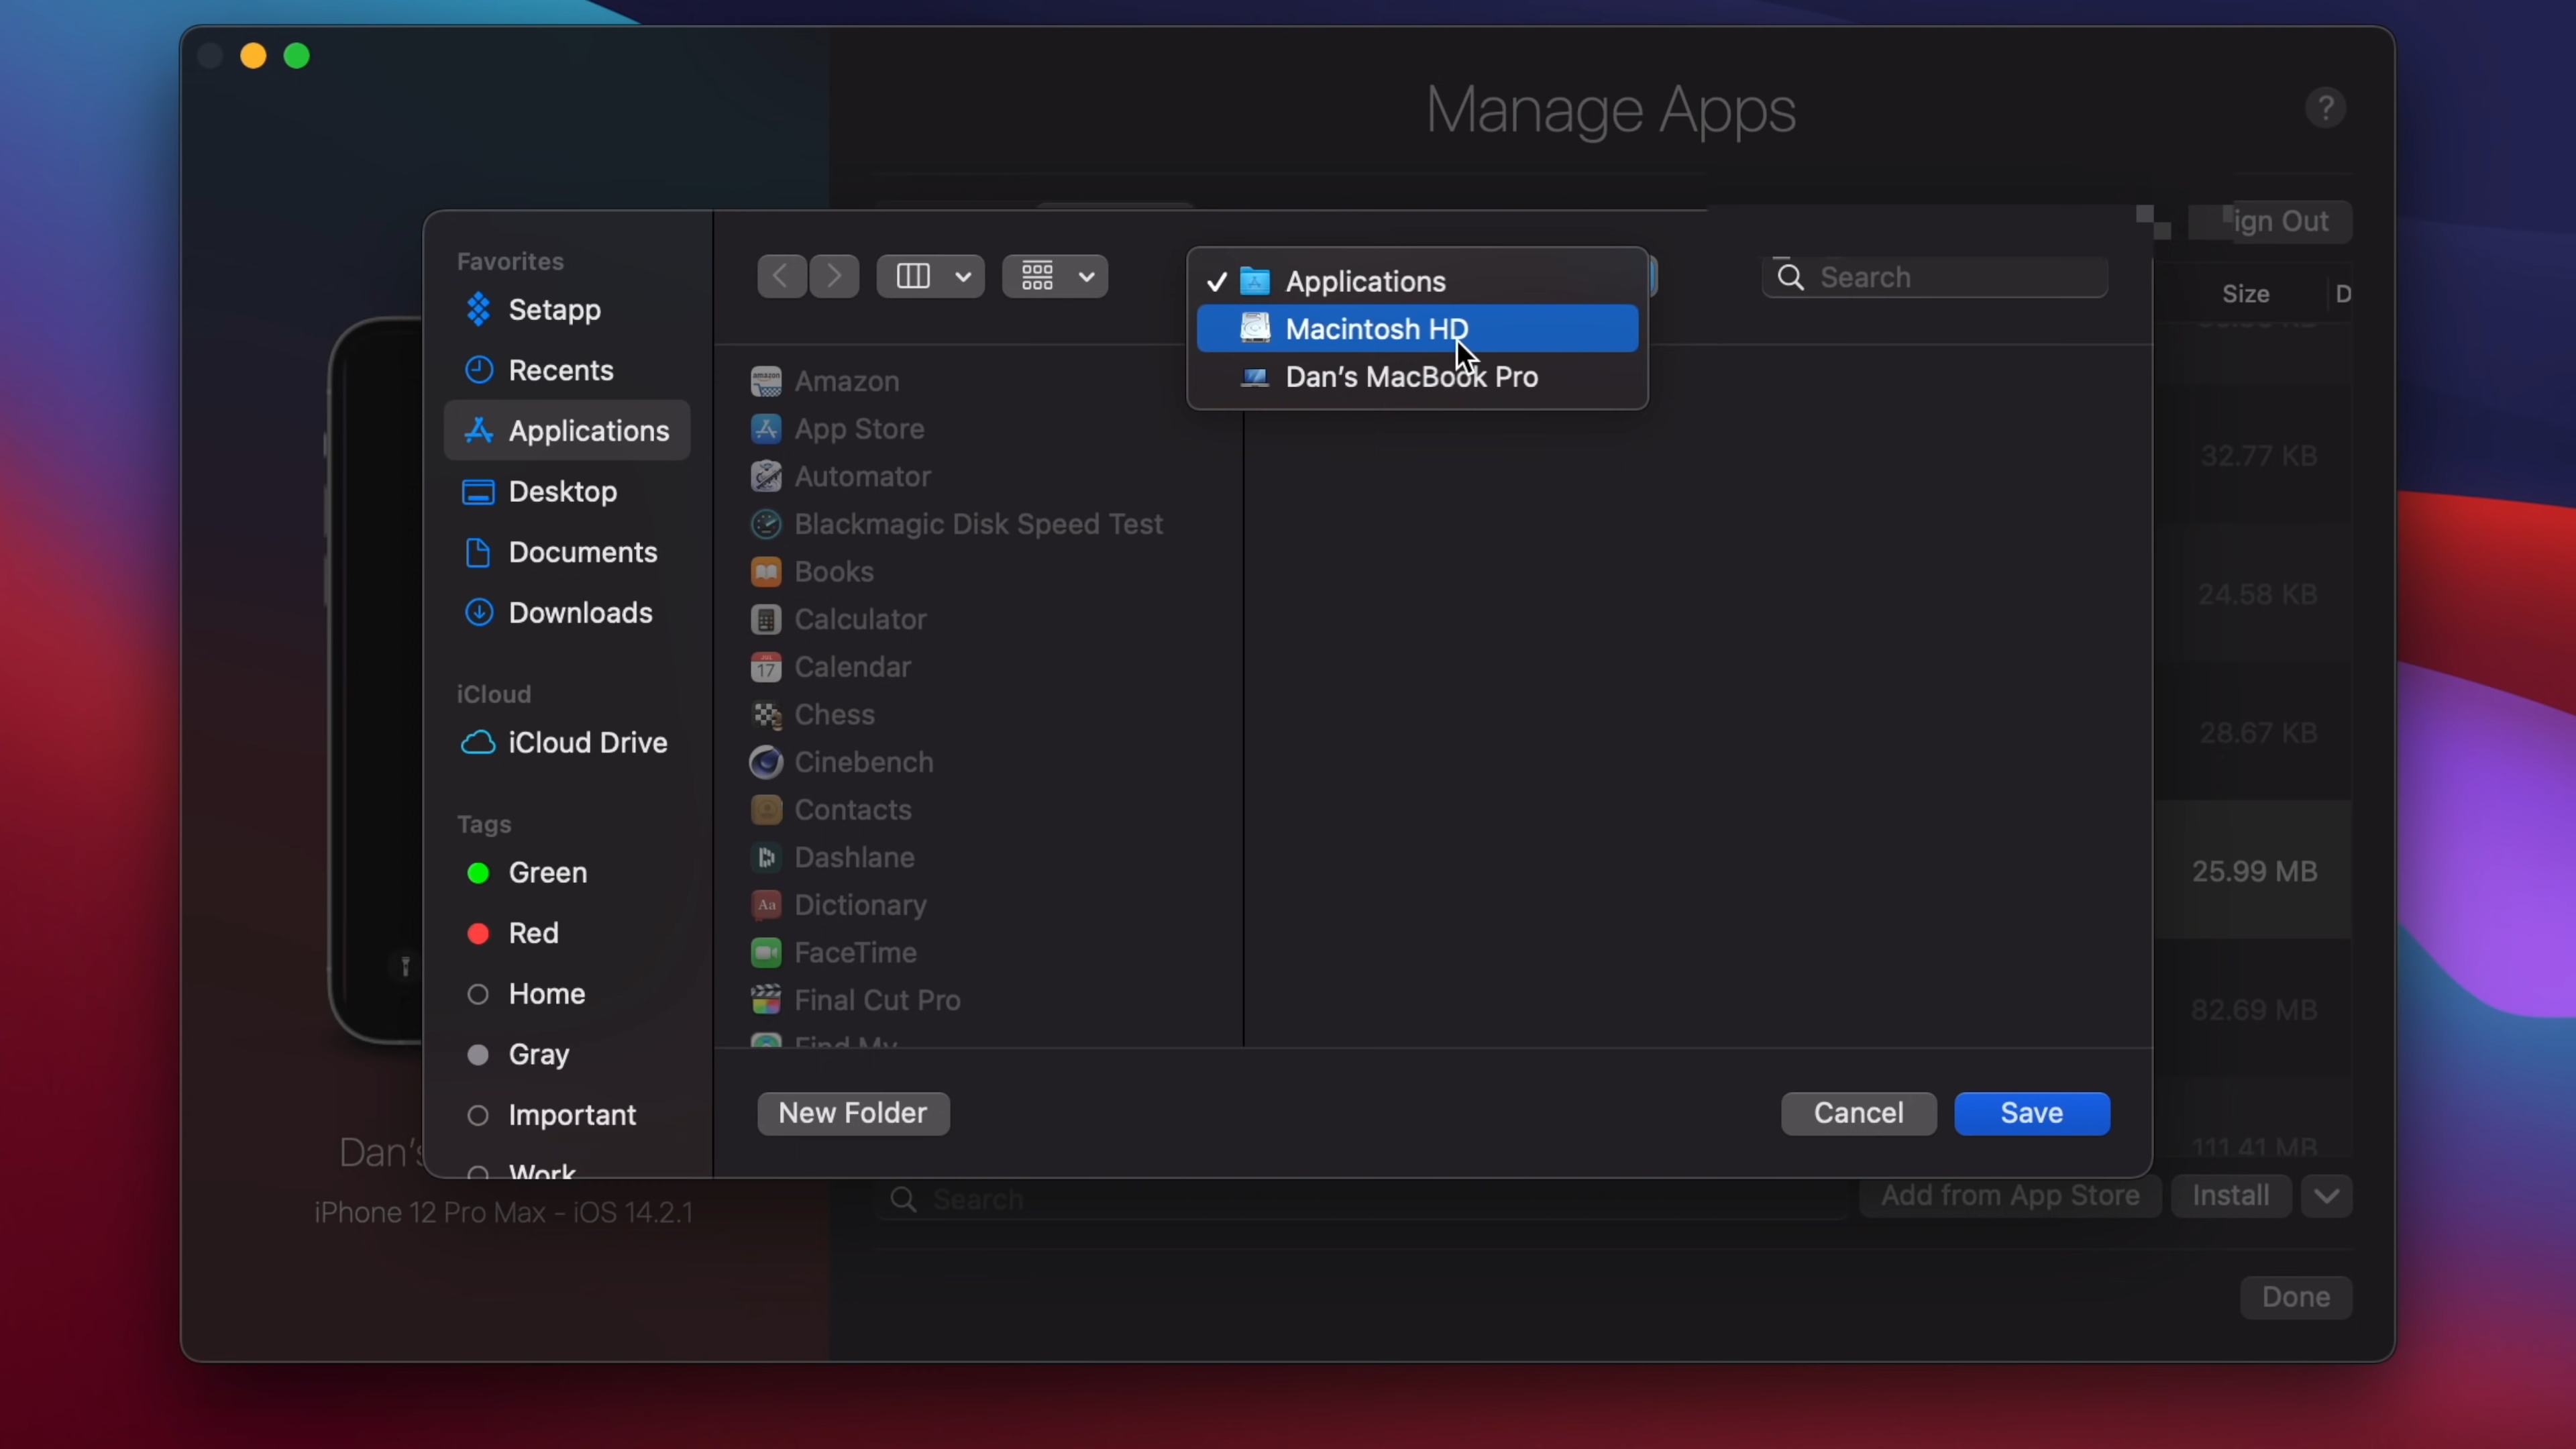 Manage Apps
?
ign Out
Favorites
Setapp
Recents
Applications
Desktop
Documents
Downloads
iCloud
iCloud Drive
Tags
Green
Red
Home
Gray
Important
Work
Applications
Macintosh HD
Dan's MacBook Pro
Search
Amazon
App Store
Automator
Blackmagic Disk Speed Test
Books
Calculator
Calendar
Chess
Cinebench
Contacts
Dashlane
Dictionary
FaceTime
Final Cut Pro
Find My
New Folder
Cancel
Save
Size
D
32.77 KB
24.58 KB
28.67 KB
25.99 MB
82.69 MB
111.41 MB
Dan's
iPhone 12 Pro Max – iOS 14.2.1
Search
Add from App Store
Install
Done